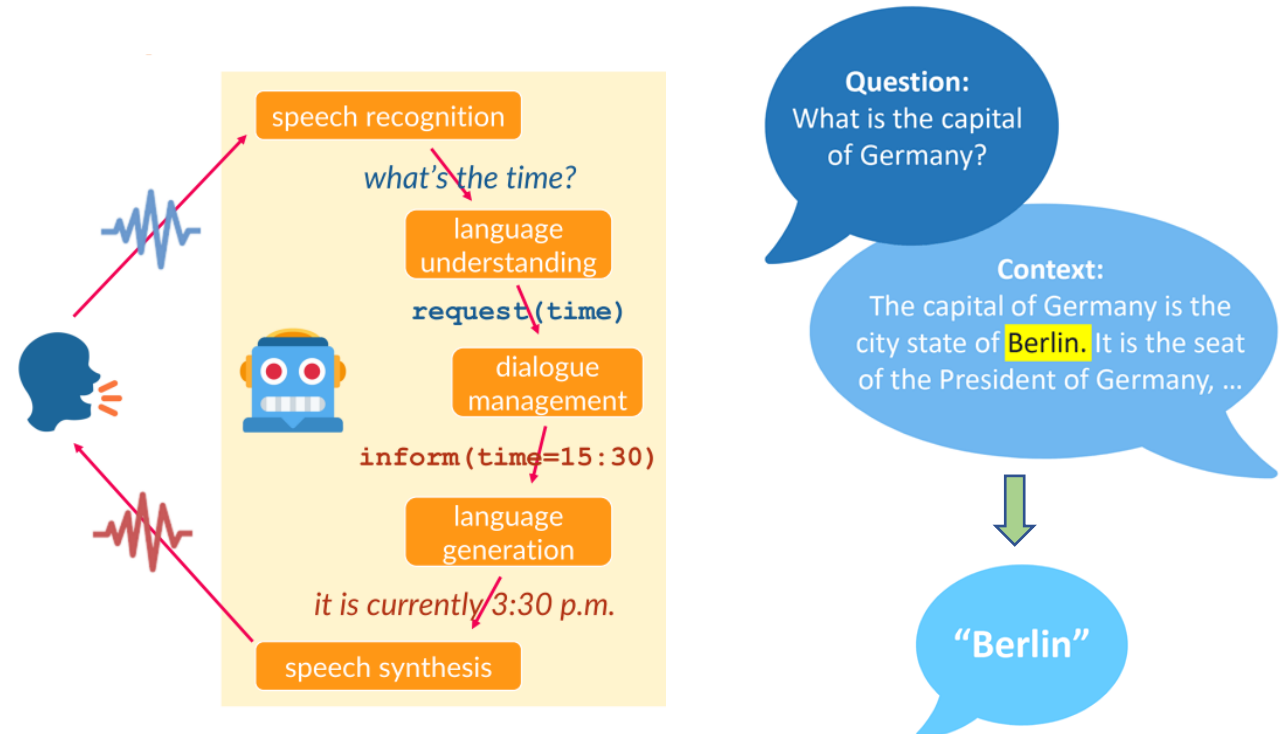 speech recognition
what's the time?
language
understanding
request(time)
dialogue
management
inform(time=15:30)
language
generation
it is currently 3:30 p.m.
speech synthesis
Question:
What is the capital
of Germany?
Context:
The capital of Germany is the
city state of Berlin. It is the seat
of the President of Germany, ...
“Berlin”